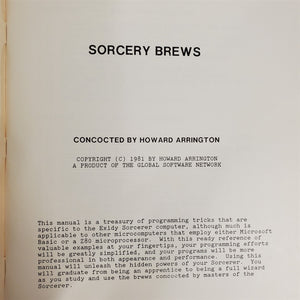 SORCERY BREWS
CONCOCTED BY HOWARD ARRINGTON
COPYRIGHT (C) 1981 BY HOWARD ARRINGTON
A PRODUCT OF THE GLOBAL SOFTWARE NETWORK
This manual is a treasury of programming tricks that are
specific to the Exidy Sorcerer computer, although much is
applicable to other microcomputers that employ either Microsoft
Basic or a Z80 microprocessor. With this ready reference of
valuable examples at your fingertips, your programming efforts
will be greatly simplified, and your programs will be more
professional in both appearance and performance. Using this
manual will unleash the hidden powers of your Sorcerer. You
will graduate from being an apprentice to being a full wizard
as you study and use the brews concocted by masters of the
Sorcerer.